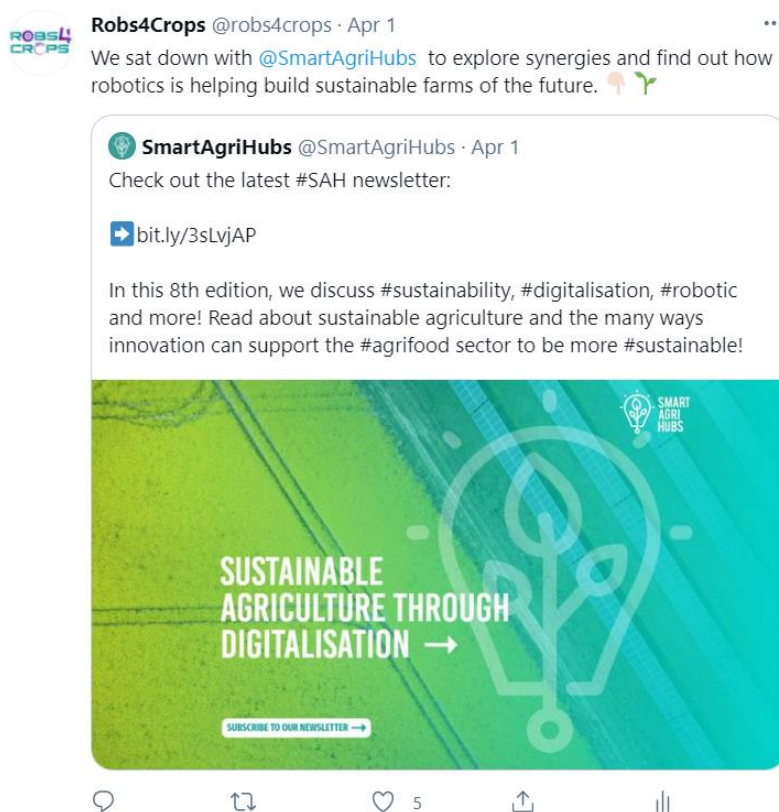 ROBS4
CROPS
Robs4Crops @robs4crops · Apr 1
We sat down with @SmartAgriHubs to explore synergies and find out how
robotics is helping build sustainable farms of the future. 👇🏻 🌱
SmartAgriHubs @SmartAgriHubs · Apr 1
Check out the latest #SAH newsletter:
➡️bit.ly/3sLvjAP
In this 8th edition, we discuss #sustainability, #digitalisation, #robotic
and more! Read about sustainable agriculture and the many ways
innovation can support the #agrifood sector to be more #sustainable!
SMART
AGRI
HUBS
SUSTAINABLE
AGRICULTURE THROUGH
DIGITALISATION →
SUBSCRIBE TO OUR NEWSLETTER →
5